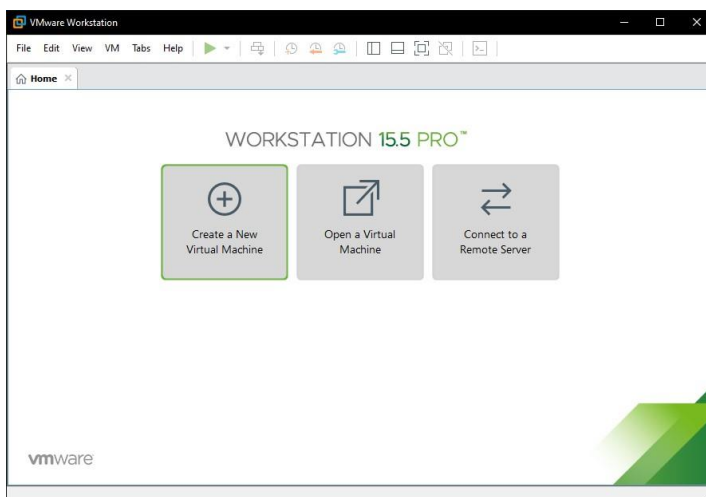 VMware Workstation
File Edit View VM Tabs Help
Home
WORKSTATION 15.5 PRO™
Create a New
Virtual Machine
Open a Virtual
Machine
Connect to a
Remote Server
vmware